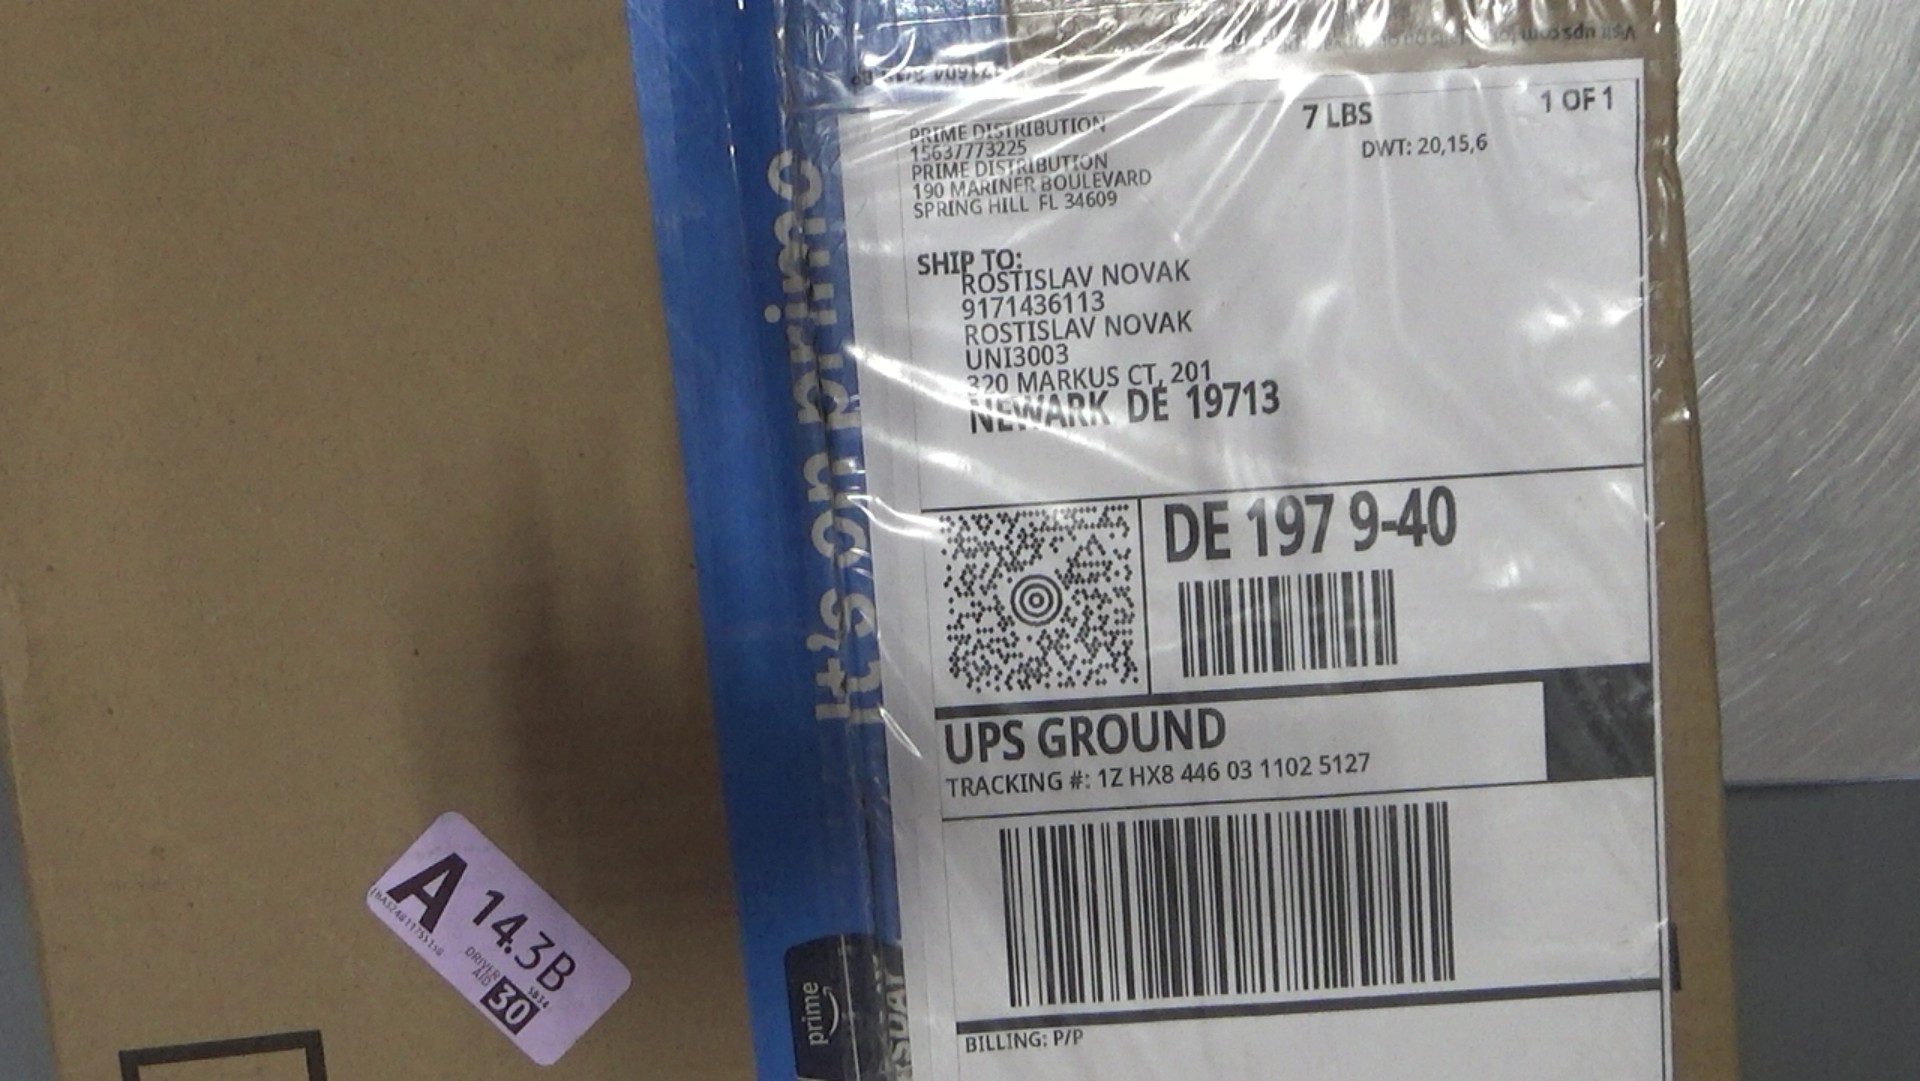 PRIME DISTRIBUTION
15637773225
PRIME DISTRIBUTION
190 MARINER BOULEVARD
SPRING HILL FL 34609
7 LBS
1 OF 1
DWT: 20,15,6
SHIP TO:
ROSTISLAV NOVAK
9171436113
ROSTISLAV NOVAK
UNI3003
320 MARKUS CT, 201
NEWARK DE 19713
DE 197 9-40
UPS GROUND
TRACKING #: 1Z HX8 446 03 1102 5127
BILLING: P/P
It's on prime
prime
A 14.3B
DRIVER
AID
30